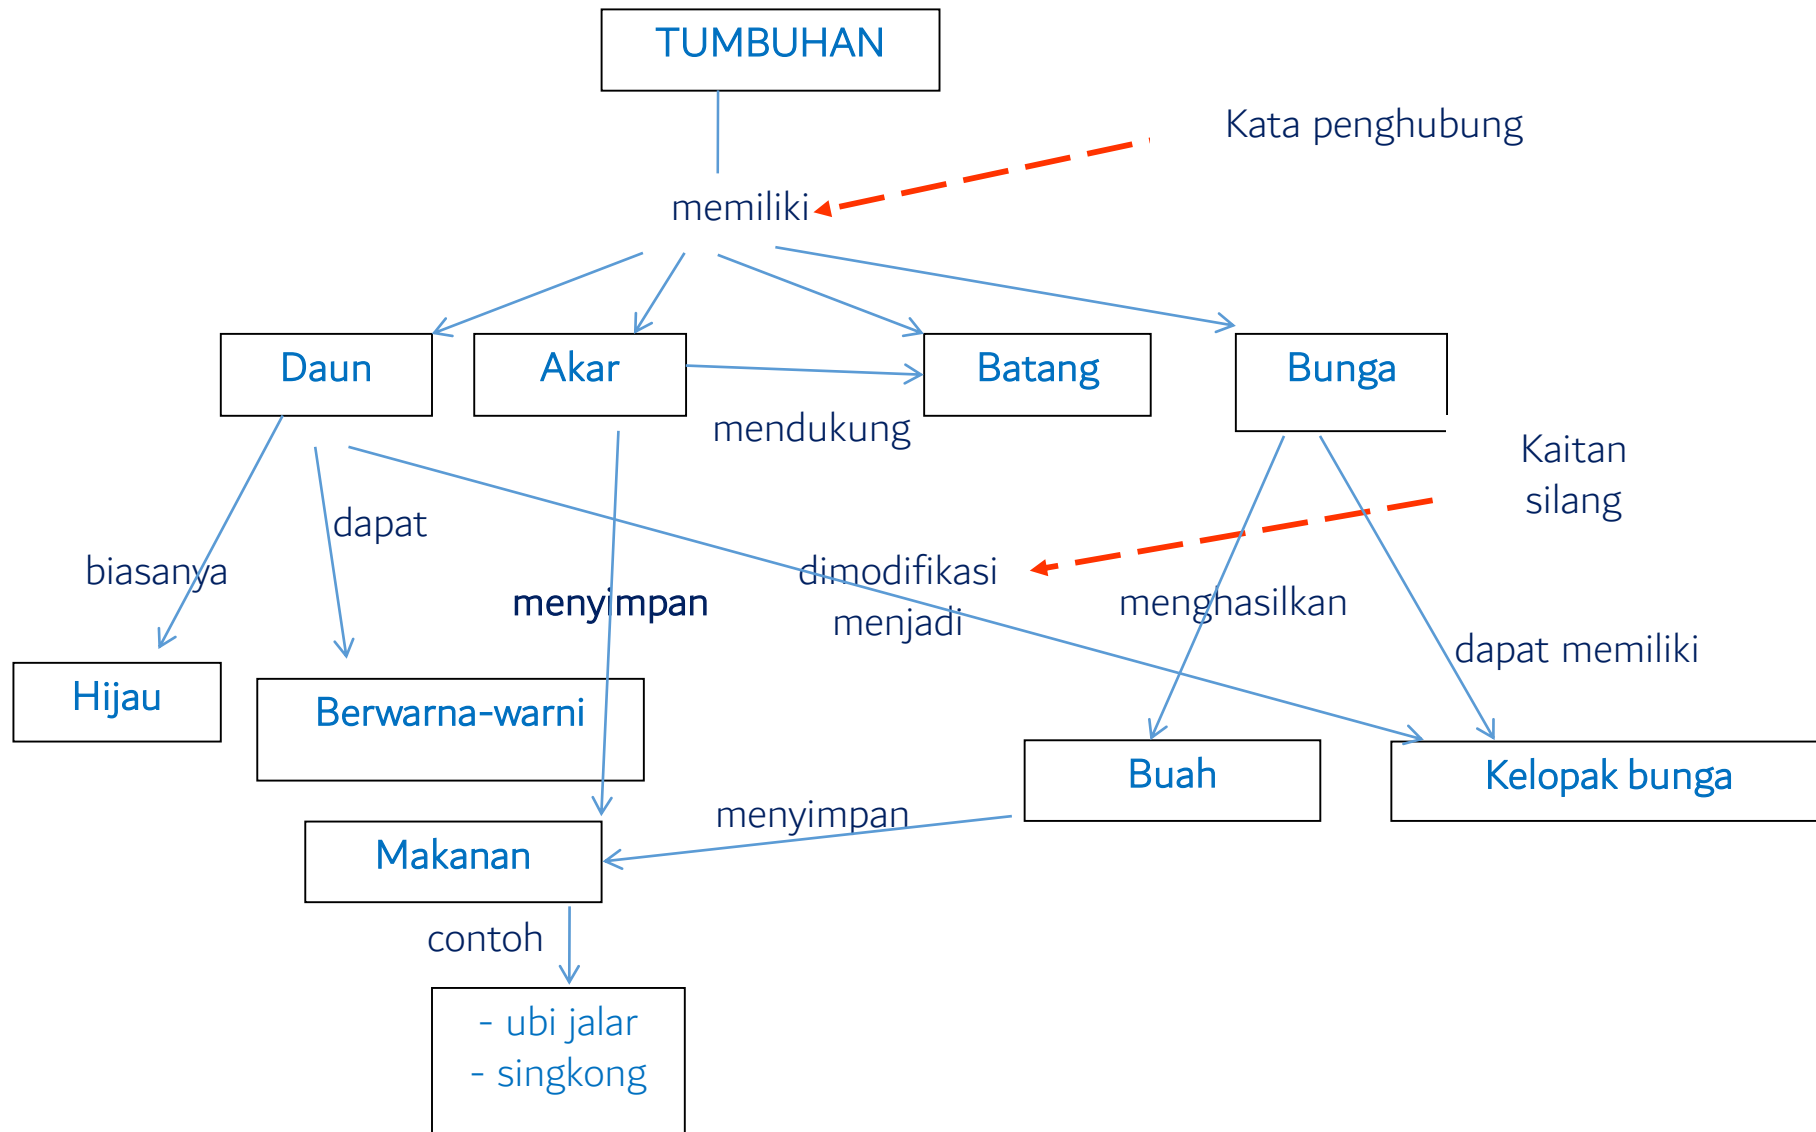 TUMBUHAN
Kata penghubung
memiliki
Daun
Akar
Batang
Bunga
mendukung
Kaitan
silang
dapat
biasanya
dimodifikasi
menjadi
menyimpan
menghasilkan
dapat memiliki
Hijau
Berwarna-warni
Buah
Kelopak bunga
menyimpan
Makanan
contoh
- ubi jalar
- singkong